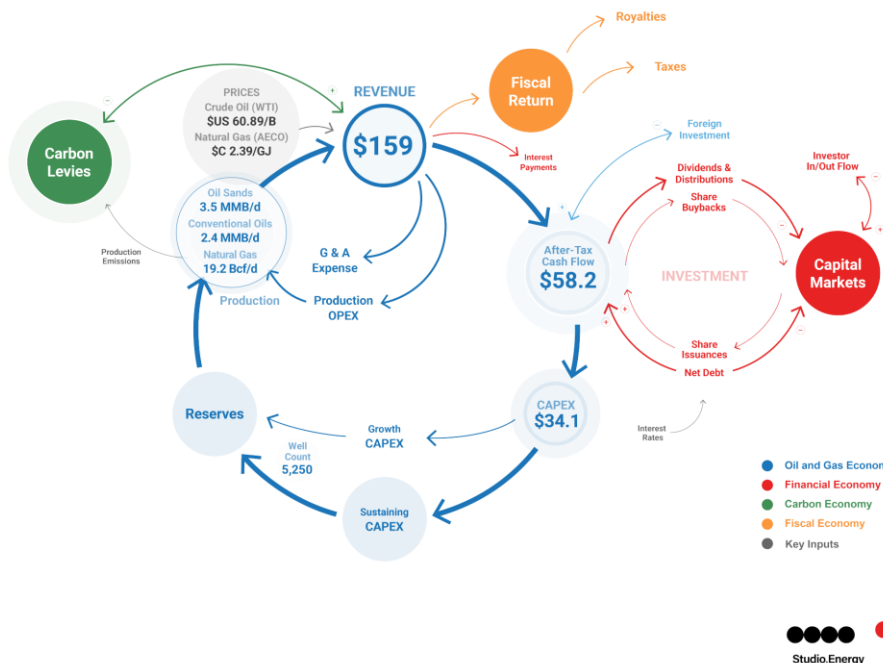 Royalties
Fiscal
Return
Taxes
REVENUE
$159
PRICES
Crude Oil (WTI)
$US 60.89/B
Natural Gas (AECO)
$C 2.39/GJ
Carbon
Levies
Oil Sands
3.5 MMB/d
Conventional Oils
2.4 MMB/d
Natural Gas
19.2 Bcf/d
Production
Production
Emissions
G & A
Expense
Production
OPEX
Interest
Payments
Foreign
Investment
Dividends &
Distributions
Share
Buybacks
Investor
In/Out Flow
After-Tax
Cash Flow
$58.2
INVESTMENT
Capital
Markets
Share
Issuances
Net Debt
Interest
Rates
CAPEX
$34.1
Growth
CAPEX
Reserves
Well
Count
5,250
Sustaining
CAPEX
Oil and Gas Econ
Financial Economy
Carbon Economy
Fiscal Economy
Key Inputs
Studio.Energy